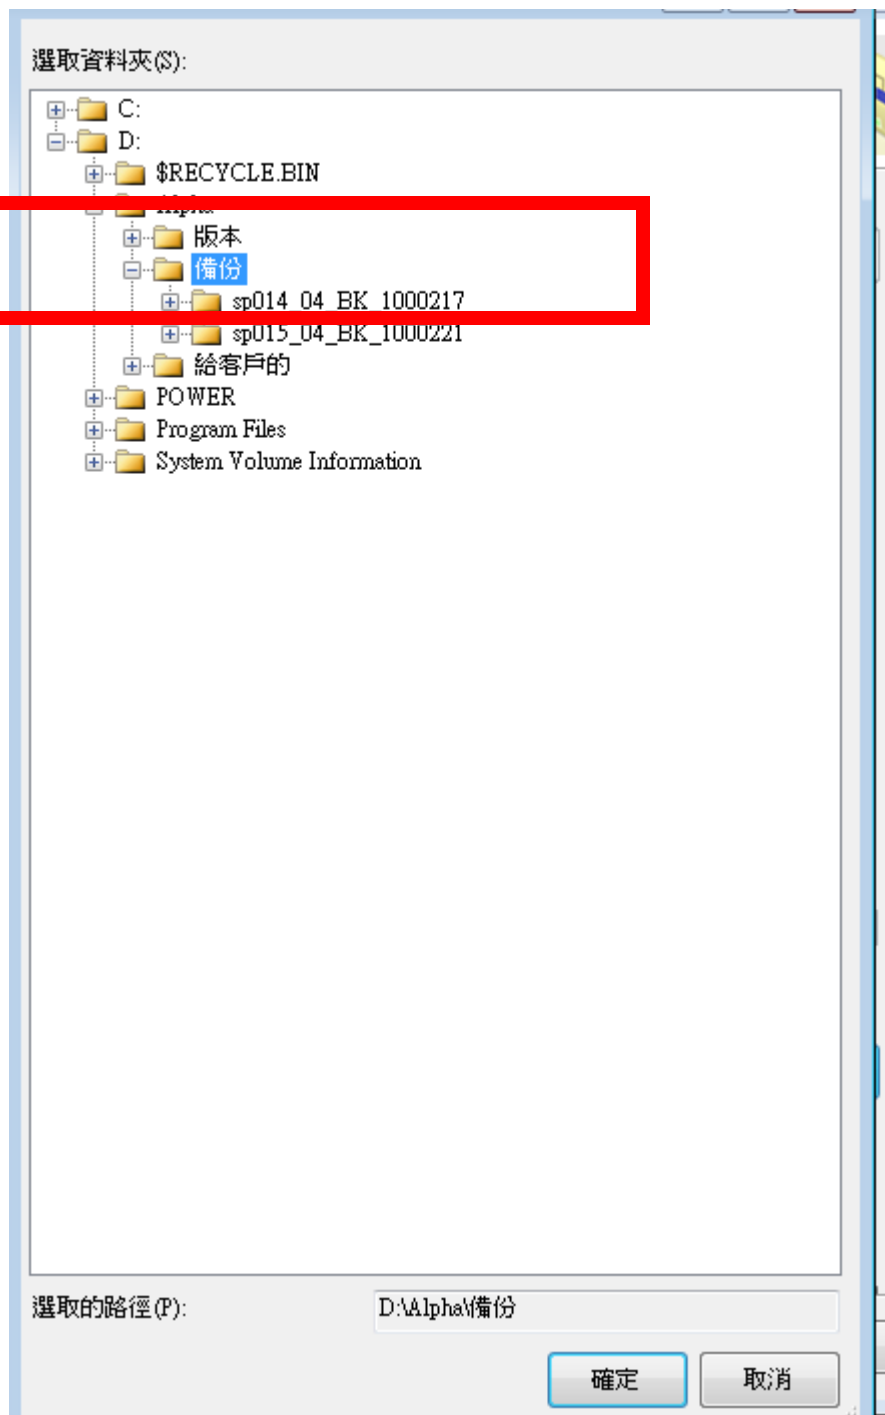 選取資料夾(S):
C:
D:
$RECYCLE.BIN
Alpha
版本
備份
sp014_04_BK_1000217
sp015_04_BK_1000221
給客戶的
POWER
Program Files
System Volume Information
選取的路徑(P):
D:\Alpha\備份
確定
取消